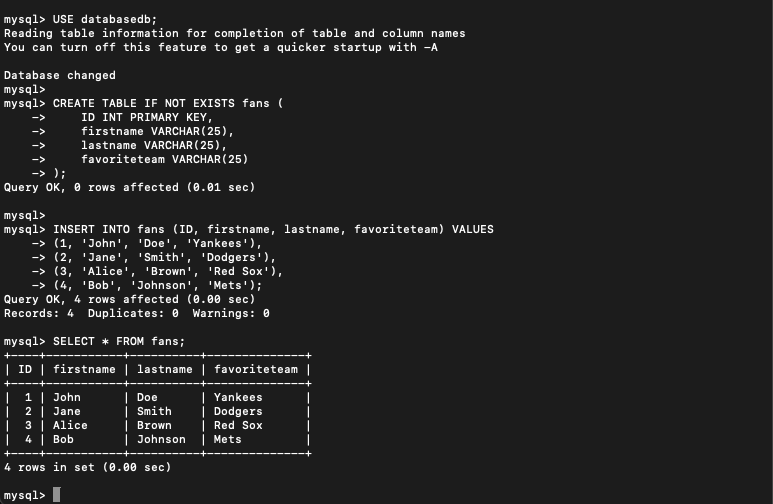 mysql> USE databasedb;
Reading table information for completion of table and column names
You can turn off this feature to get a quicker startup with -A
Database changed
mysql>
mysql> CREATE TABLE IF NOT EXISTS fans (
    ->     ID INT PRIMARY KEY,
    ->     firstname VARCHAR(25),
    ->     lastname VARCHAR(25),
    ->     favoriteteam VARCHAR(25)
    -> );
Query OK, 0 rows affected (0.01 sec)
mysql>
mysql> INSERT INTO fans (ID, firstname, lastname, favoriteteam) VALUES
    -> (1, 'John', 'Doe', 'Yankees'),
    -> (2, 'Jane', 'Smith', 'Dodgers'),
    -> (3, 'Alice', 'Brown', 'Red Sox'),
    -> (4, 'Bob', 'Johnson', 'Mets');
Query OK, 4 rows affected (0.00 sec)
Records: 4  Duplicates: 0  Warnings: 0
mysql> SELECT * FROM fans;
+----+-----------+----------+--------------+
| ID | firstname | lastname | favoriteteam |
+----+-----------+----------+--------------+
|  1 | John      | Doe      | Yankees      |
|  2 | Jane      | Smith    | Dodgers      |
|  3 | Alice     | Brown    | Red Sox      |
|  4 | Bob       | Johnson  | Mets         |
+----+-----------+----------+--------------+
4 rows in set (0.00 sec)
mysql>